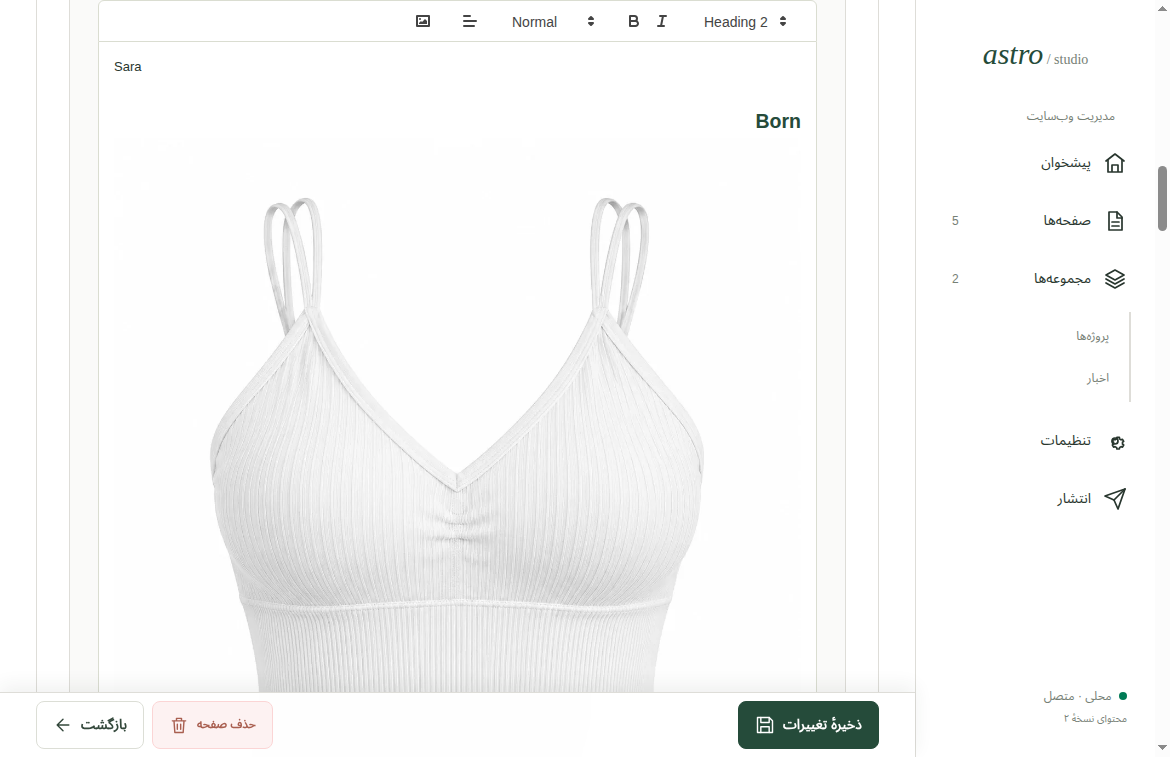 Normal
B I
Heading 2
Sara
Born
astro / studio
مدیریت وب‌سایت
پیشخوان
صفحه‌ها 5
مجموعه‌ها 2
پروژه‌ها
اخبار
تنظیمات
انتشار
محلی · متصل
محتوای نسخهٔ ۲
ذخیرهٔ تغییرات
حذف صفحه
بازگشت